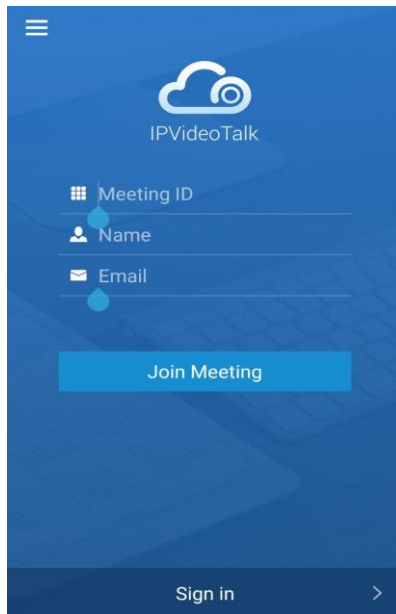 IPVideoTalk
Meeting ID
Name
Email
Join Meeting
Sign in